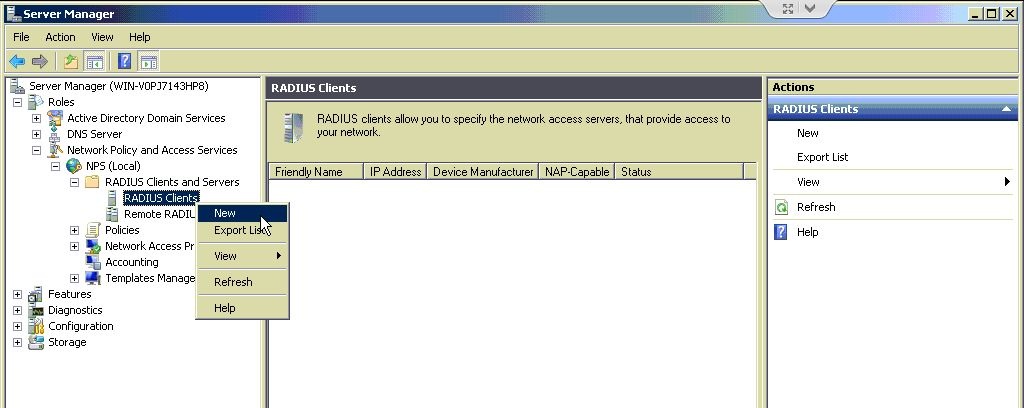 Server Manager
File Action View Help
Server Manager (WIN-V0PJ7143HP8)
Roles
Active Directory Domain Services
DNS Server
Network Policy and Access Services
NPS (Local)
RADIUS Clients and Servers
RADIUS Clients
Remote RADIU
Policies
Network Access Pr
Accounting
Templates Manage
Features
Diagnostics
Configuration
Storage
New
Export List
View
Refresh
Help
RADIUS Clients
RADIUS clients allow you to specify the network access servers, that provide access to
your network.
Friendly Name IP Address Device Manufacturer NAP-Capable Status
Actions
RADIUS Clients
New
Export List
View
Refresh
Help